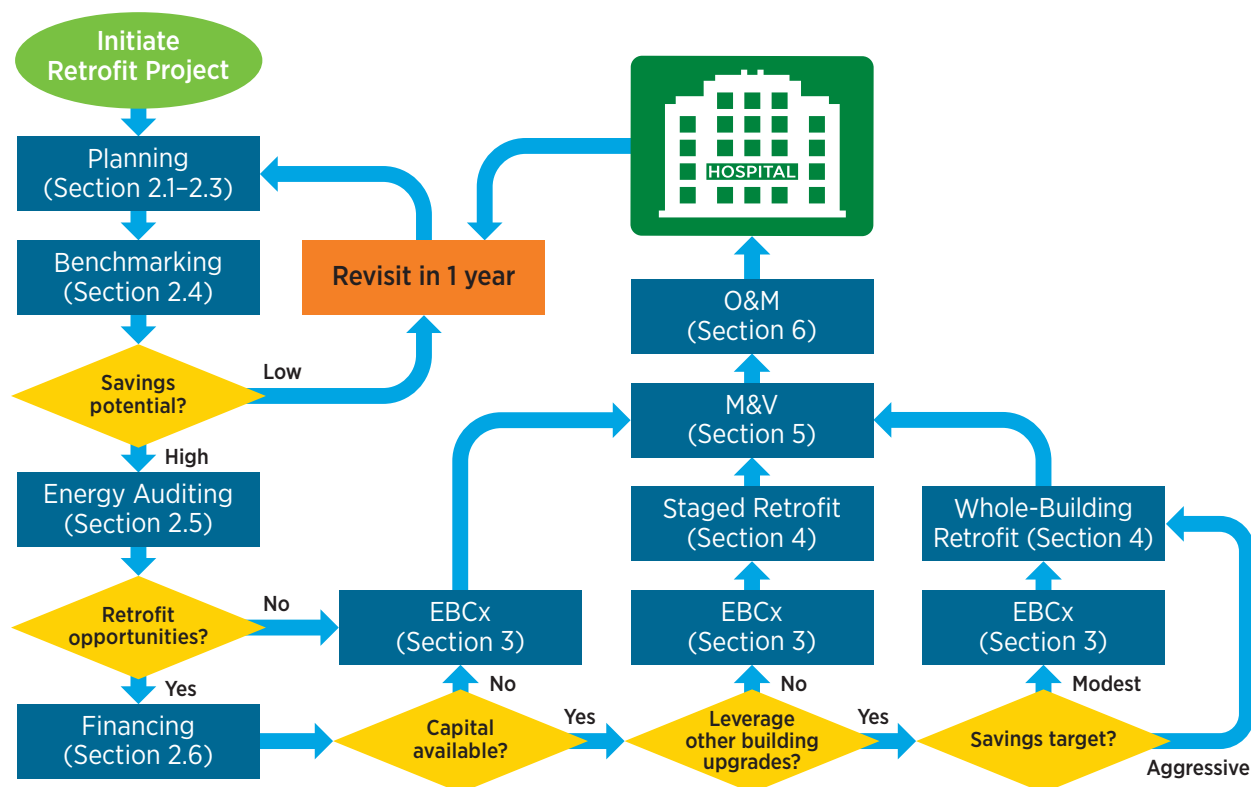 Initiate
Retrofit Project
Planning
(Section 2.1–2.3)
Benchmarking
(Section 2.4)
Savings
potential?
Low
High
Revisit in 1 year
HOSPITAL
O&M
(Section 6)
M&V
(Section 5)
Energy Auditing
(Section 2.5)
Staged Retrofit
(Section 4)
Whole-Building
Retrofit (Section 4)
Retrofit
opportunities?
No
Yes
EBCx
(Section 3)
EBCx
(Section 3)
EBCx
(Section 3)
Financing
(Section 2.6)
Capital
available?
No
Yes
Leverage
other building
upgrades?
No
Yes
Savings target?
Modest
Aggressive